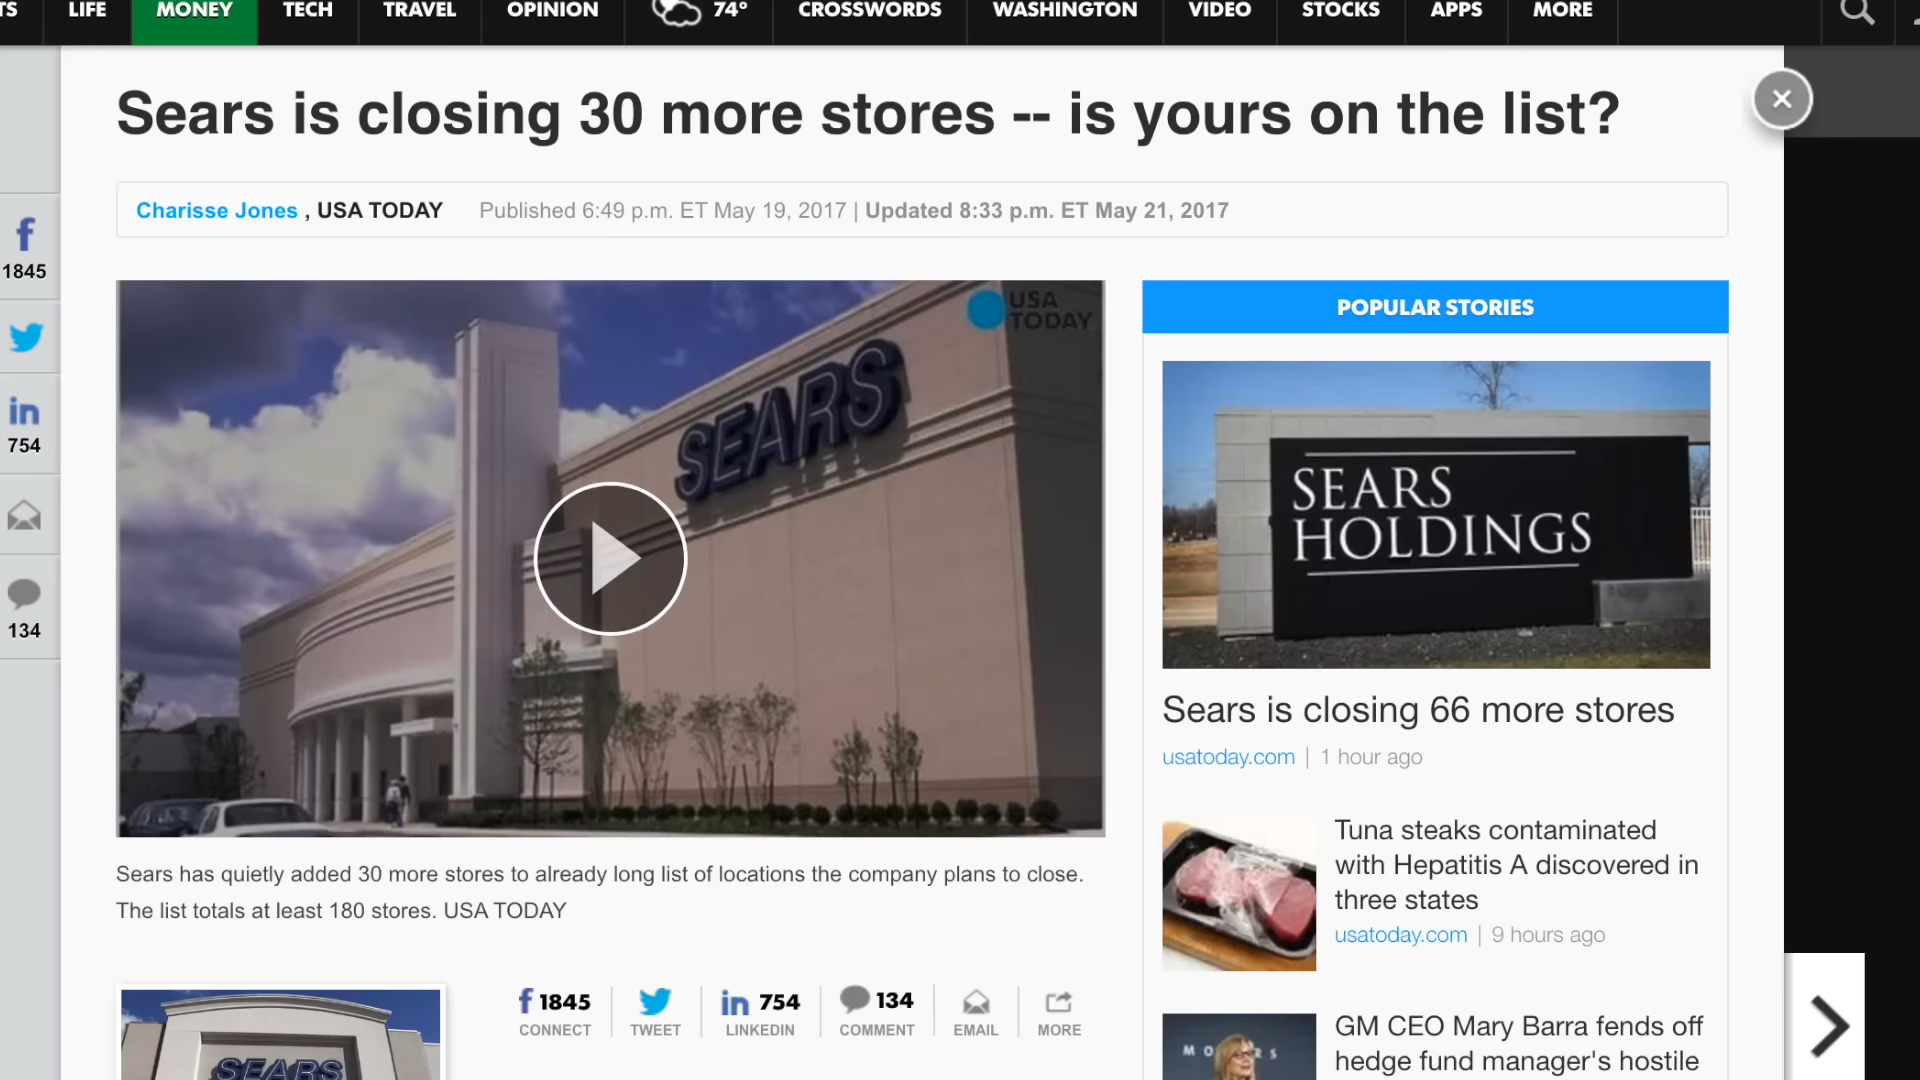 TS
LIFE
MONEY
TECH
TRAVEL
OPINION
74°
CROSSWORDS
WASHINGTON
VIDEO
STOCKS
APPS
MORE
Sears is closing 30 more stores -- is yours on the list?
Charisse Jones , USA TODAY Published 6:49 p.m. ET May 19, 2017 | Updated 8:33 p.m. ET May 21, 2017
1845
754
134
USA
TODAY
SEARS
Sears has quietly added 30 more stores to already long list of locations the company plans to close.
The list totals at least 180 stores. USA TODAY
SEARS
1845
CONNECT
TWEET
754
LINKEDIN
134
COMMENT
EMAIL
MORE
POPULAR STORIES
SEARS
HOLDINGS
Sears is closing 66 more stores
usatoday.com | 1 hour ago
Tuna steaks contaminated
with Hepatitis A discovered in
three states
usatoday.com | 9 hours ago
GM CEO Mary Barra fends off
hedge fund manager's hostile